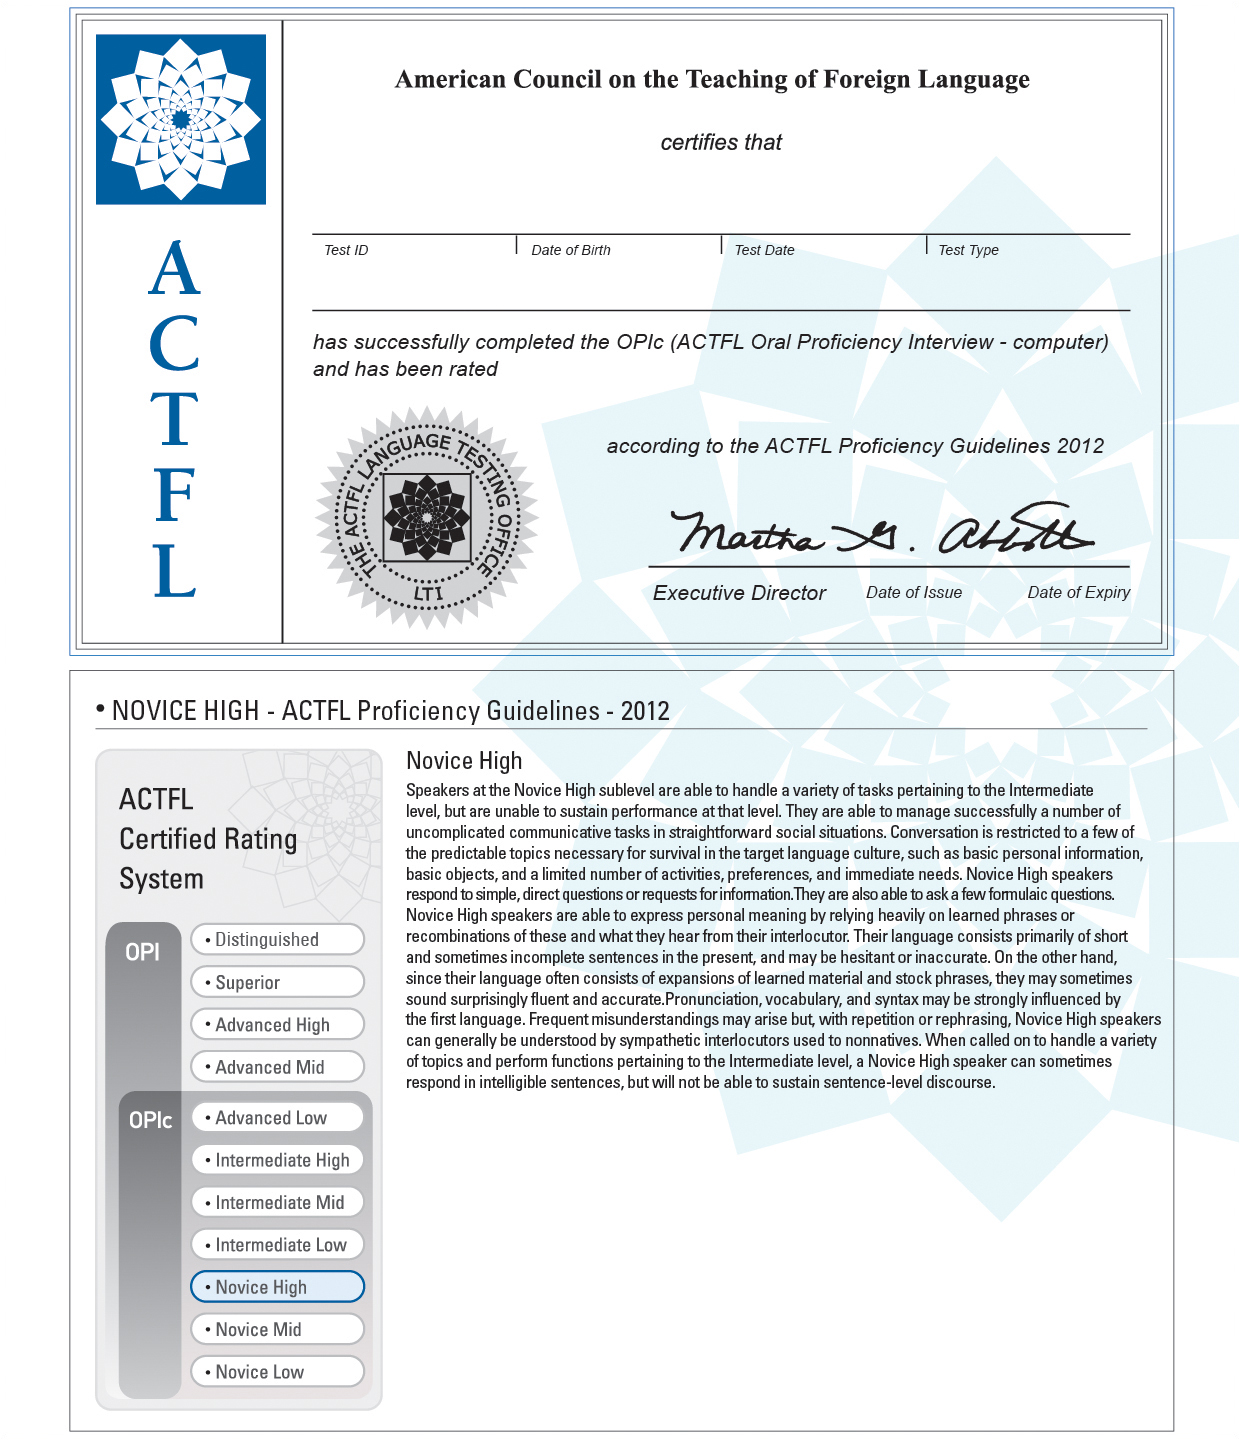 American Council on the Teaching of Foreign Language
certifies that
Test ID
Date of Birth
Test Date
Test Type
has successfully completed the OPIc (ACTFL Oral Proficiency Interview - computer)
and has been rated
A
C
T
F
L
THE ACTFL LANGUAGE TESTING OFFICE
LTI
according to the ACTFL Proficiency Guidelines 2012
Martha G. Abbott
Executive Director
Date of Issue
Date of Expiry
• NOVICE HIGH - ACTFL Proficiency Guidelines - 2012
ACTFL
Certified Rating
System
OPI
• Distinguished
• Superior
• Advanced High
• Advanced Mid
OPIc
• Advanced Low
• Intermediate High
• Intermediate Mid
• Intermediate Low
• Novice High
• Novice Mid
• Novice Low
Novice High
Speakers at the Novice High sublevel are able to handle a variety of tasks pertaining to the Intermediate
level, but are unable to sustain performance at that level. They are able to manage successfully a number of
uncomplicated communicative tasks in straightforward social situations. Conversation is restricted to a few of
the predictable topics necessary for survival in the target language culture, such as basic personal information,
basic objects, and a limited number of activities, preferences, and immediate needs. Novice High speakers
respond to simple, direct questions or requests for information.They are also able to ask a few formulaic questions.
Novice High speakers are able to express personal meaning by relying heavily on learned phrases or
recombinations of these and what they hear from their interlocutor. Their language consists primarily of short
and sometimes incomplete sentences in the present, and may be hesitant or inaccurate. On the other hand,
since their language often consists of expansions of learned material and stock phrases, they may sometimes
sound surprisingly fluent and accurate.Pronunciation, vocabulary, and syntax may be strongly influenced by
the first language. Frequent misunderstandings may arise but, with repetition or rephrasing, Novice High speakers
can generally be understood by sympathetic interlocutors used to nonnatives. When called on to handle a variety
of topics and perform functions pertaining to the Intermediate level, a Novice High speaker can sometimes
respond in intelligible sentences, but will not be able to sustain sentence-level discourse.